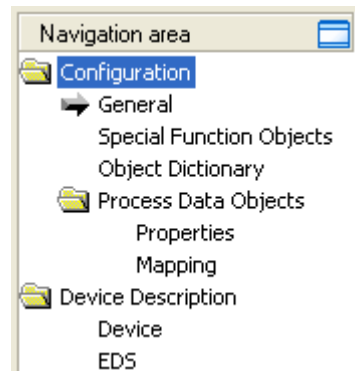 Navigation area
Configuration
General
Special Function Objects
Object Dictionary
Process Data Objects
Properties
Mapping
Device Description
Device
EDS